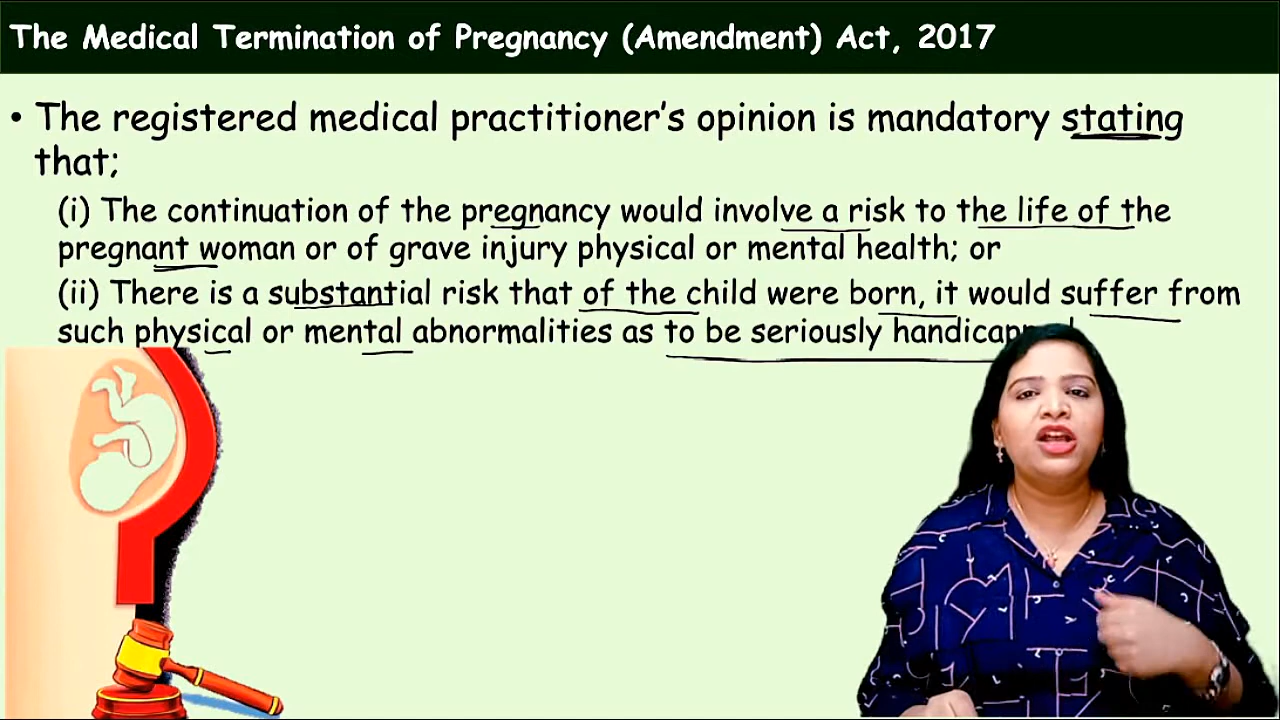 The Medical Termination of Pregnancy (Amendment) Act, 2017
• The registered medical practitioner's opinion is mandatory stating
that;
(i) The continuation of the pregnancy would involve a risk to the life of the
pregnant woman or of grave injury physical or mental health; or
(ii) There is a substantial risk that of the child were born, it would suffer from
such physical or mental abnormalities as to be seriously